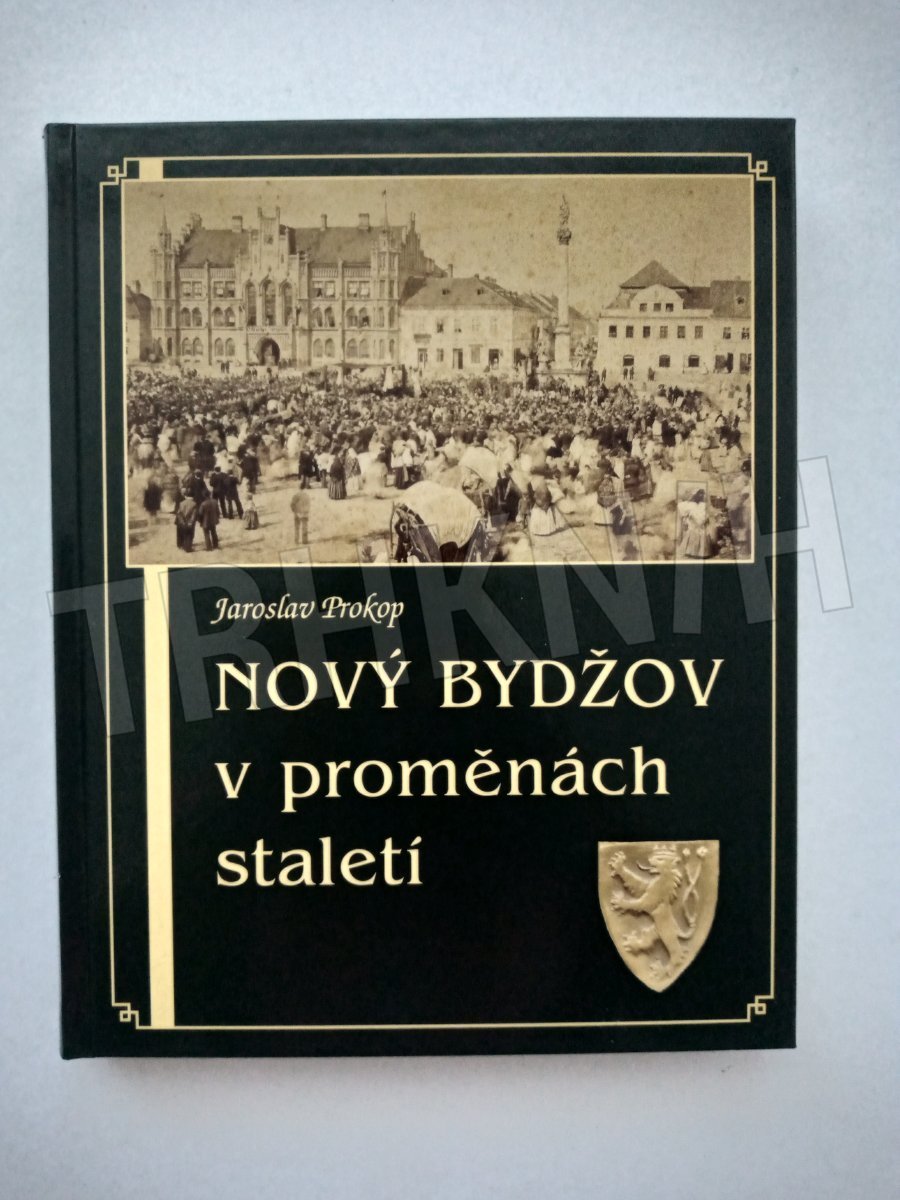 Jaroslav Prokop
NOVÝ BYDŽOV
v proměnách
staletí
TRHKNIH